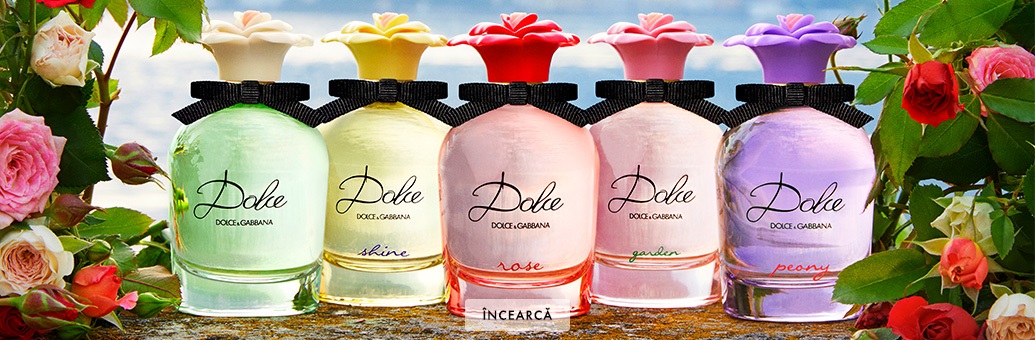 Dolce
DOLCE&GABBANA
Dolce
DOLCE&GABBANA
shine
Dolce
DOLCE&GABBANA
rose
Dolce
DOLCE&GABBANA
garden
Dolce
DOLCE&GABBANA
peony
ÎNCEARCĂ